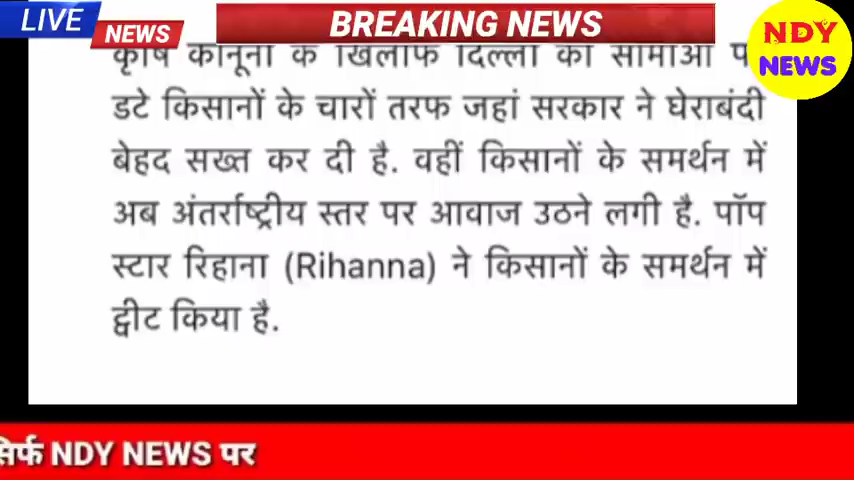 LIVE
NEWS
BREAKING NEWS
NDY
NEWS
कृषि कानूनों के खिलाफ दिल्ली की सीमाओं
डटे किसानों के चारों तरफ जहां सरकार ने घेराबंदी
बेहद सख्त कर दी है. वहीं किसानों के समर्थन में
अब अंतर्राष्ट्रीय स्तर पर आवाज उठने लगी है. पॉप
स्टार रिहाना (Rihanna) ने किसानों के समर्थन में
ट्वीट किया है.
सिर्फ NDY NEWS पर